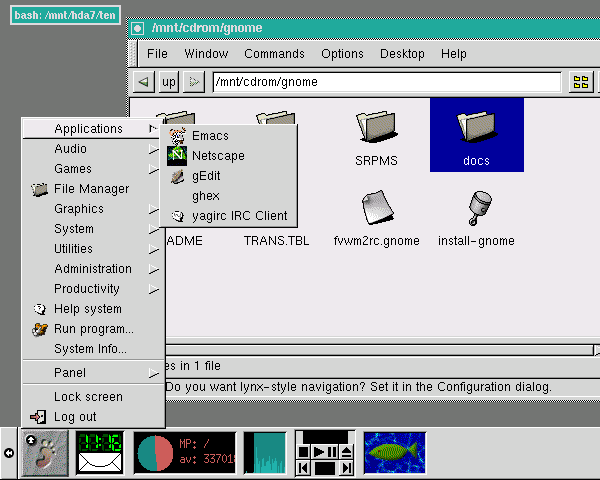 bash: /mnt/hda7/ten
/mnt/cdrom/gnome
File Window Commands Options Desktop Help
up /mnt/cdrom/gnome
SRPMS docs
ADME TRANS.TBL fvwm2rc.gnome install-gnome
Applications
Audio
Games
File Manager
Graphics
System
Utilities
Administration
Productivity
Help system
Run program...
System Info...
Panel
Lock screen
Log out
Emacs
Netscape
gEdit
ghex
yagirc IRC Client
es in 1 file
Do you want lynx-style navigation? Set it in the Configuration dialog.
11:16
MP: /
av: 337018